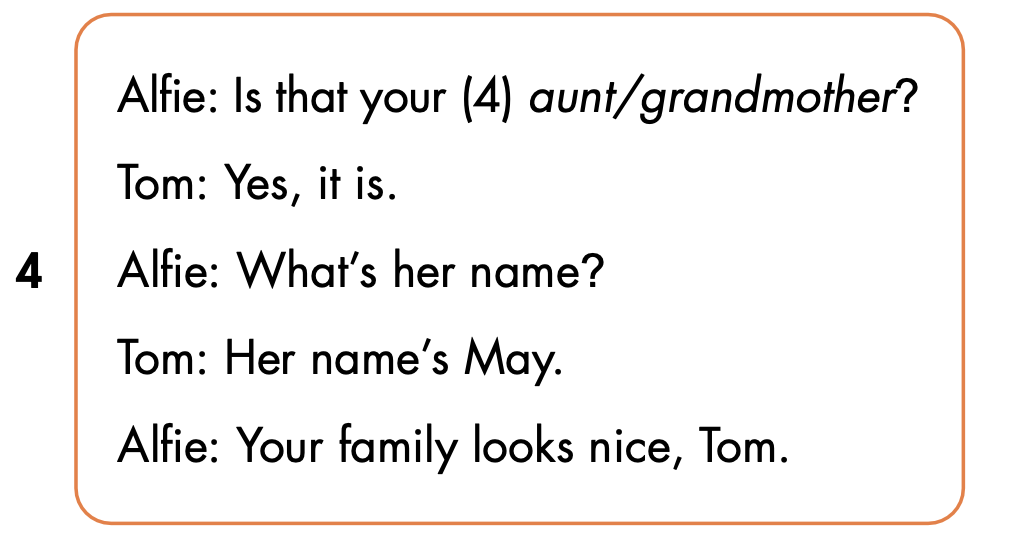 Alfie: Is that your (4) aunt/grandmother?
Tom: Yes, it is.
4 Alfie: What’s her name?
Tom: Her name’s May.
Alfie: Your family looks nice, Tom.